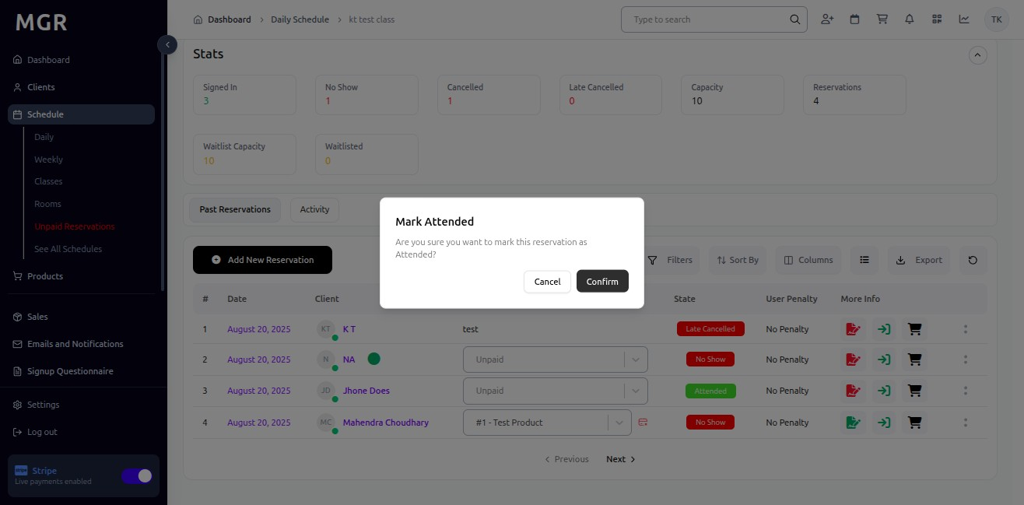 MGR
Dashboard
Daily Schedule
kt test class
Type to search
TK
Dashboard
Clients
Schedule
Daily
Weekly
Classes
Rooms
Unpaid Reservations
See All Schedules
Products
Sales
Emails and Notifications
Signup Questionnaire
Settings
Log out
Stripe
Live payments enabled
Stats
Signed In
3
No Show
1
Cancelled
1
Late Cancelled
0
Capacity
10
Reservations
4
Waitlist Capacity
10
Waitlisted
0
Past Reservations
Activity
Add New Reservation
Filters
Sort By
Columns
Export
Mark Attended
Are you sure you want to mark this reservation as
Attended?
Cancel
Confirm
# Date Client State User Penalty More Info
1 August 20, 2025 KT K T test Late Cancelled No Penalty
2 August 20, 2025 N NA Unpaid No Show No Penalty
3 August 20, 2025 JD Jhone Does Unpaid Attended No Penalty
4 August 20, 2025 MC Mahendra Choudhary #1 - Test Product No Show No Penalty
Previous
Next